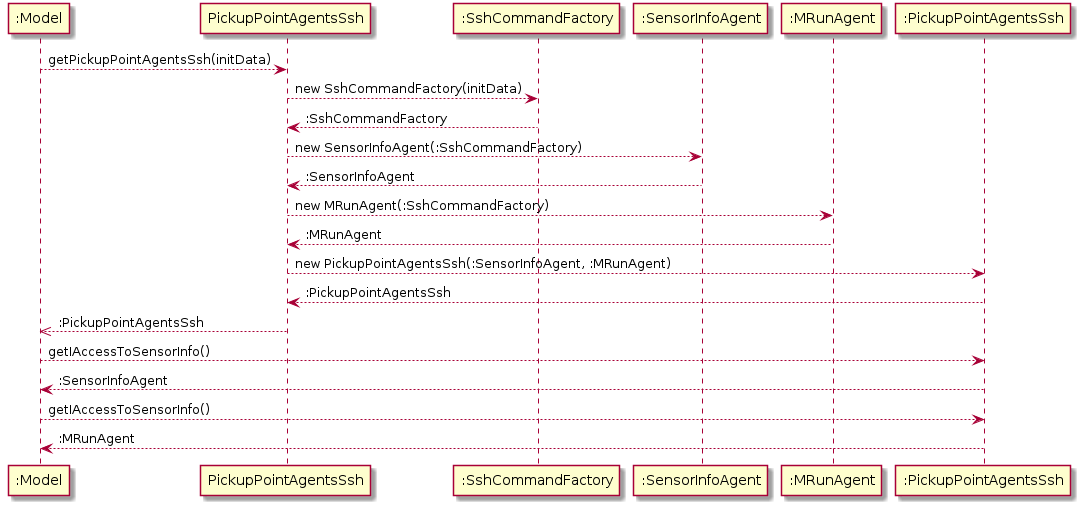 :Model
PickupPointAgentsSsh
:SshCommandFactory
:SensorInfoAgent
:MRunAgent
:PickupPointAgentsSsh
getPickupPointAgentsSsh(initData)
new SshCommandFactory(initData)
:SshCommandFactory
new SensorInfoAgent(:SshCommandFactory)
:SensorInfoAgent
new MRunAgent(:SshCommandFactory)
:MRunAgent
new PickupPointAgentsSsh(:SensorInfoAgent, :MRunAgent)
:PickupPointAgentsSsh
:PickupPointAgentsSsh
getIAccessToSensorInfo()
:SensorInfoAgent
getIAccessToSensorInfo()
:MRunAgent
:Model
PickupPointAgentsSsh
:SshCommandFactory
:SensorInfoAgent
:MRunAgent
:PickupPointAgentsSsh